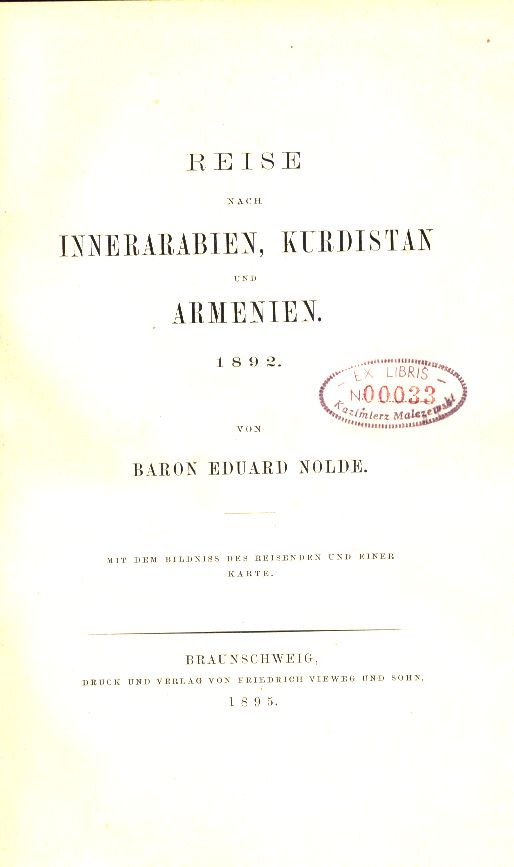 REISE
NACH
INNERARABIEN, KURDISTAN
UND
ARMENIEN.
1892.
EX LIBRIS
No 00033
Kazimierz Malczewski
VON
BARON EDUARD NOLDE.
MIT DEM BILDNISS DES REISENDEN UND EINER
KARTE.
BRAUNSCHWEIG,
DRUCK UND VERLAG VON FRIEDRICH VIEWEG UND SOHN.
1895.